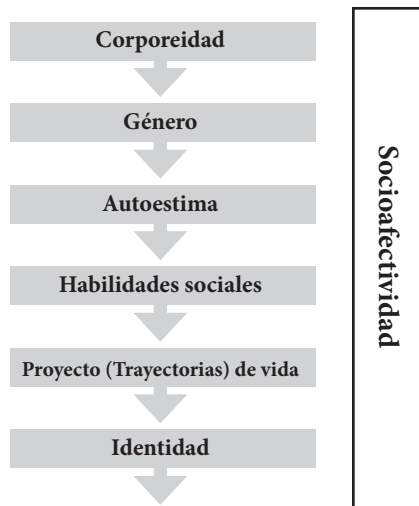 Corporeidad
Género
Autoestima
Habilidades sociales
Proyecto (Trayectorias) de vida
Identidad
Socioafectividad